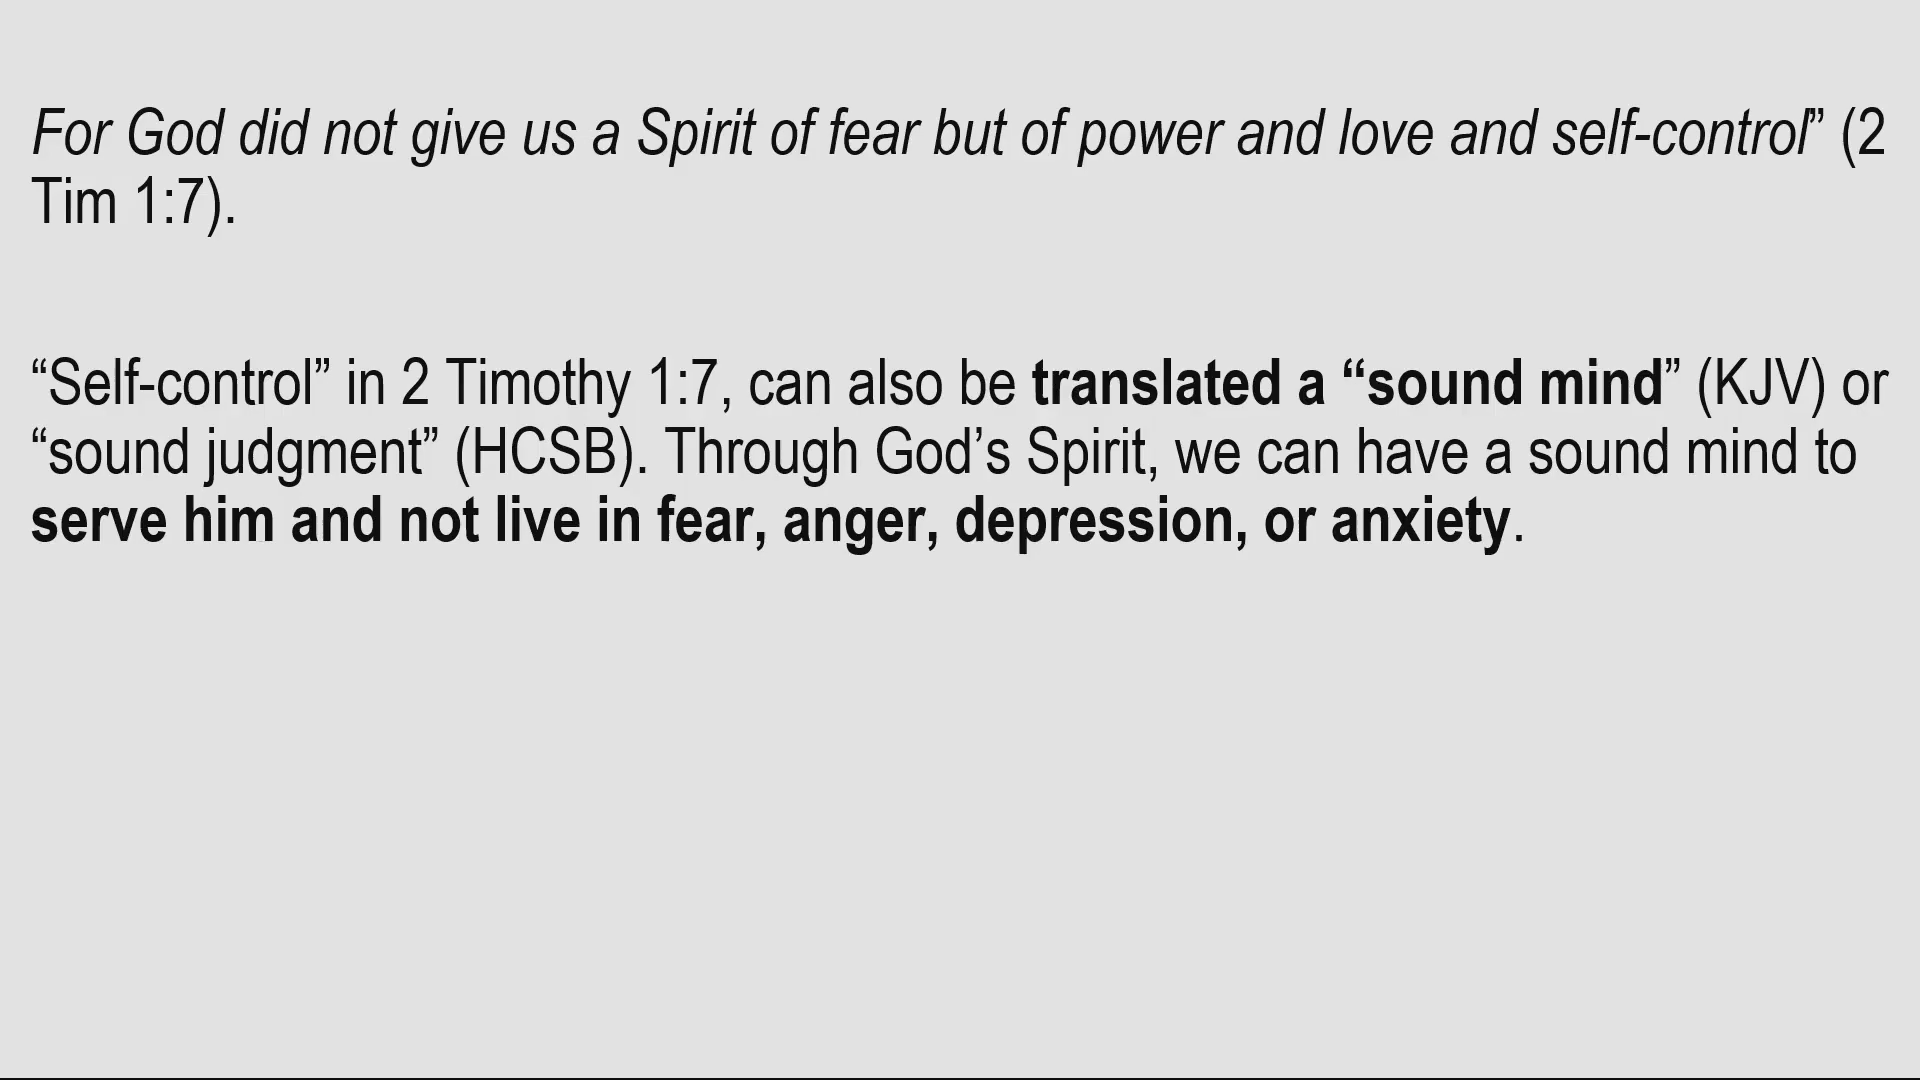 For God did not give us a Spirit of fear but of power and love and self-control” (2
Tim 1:7).
“Self-control” in 2 Timothy 1:7, can also be translated a “sound mind” (KJV) or
“sound judgment” (HCSB). Through God’s Spirit, we can have a sound mind to
serve him and not live in fear, anger, depression, or anxiety.